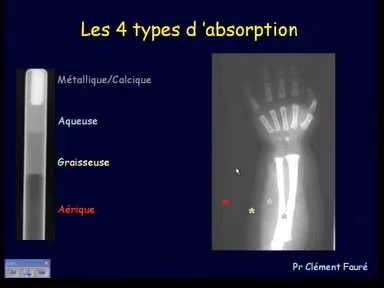 Les 4 types d 'absorption
Métallique/Calcique
Aqueuse
Graisseuse
Aérique
*
*
*
*
Pr Clément Fauré